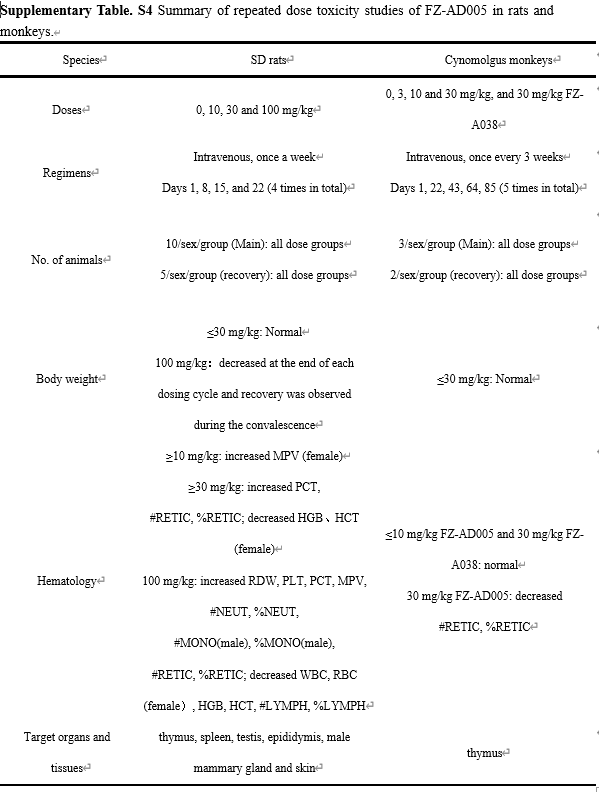 Supplementary Table. S4 Summary of repeated dose toxicity studies of FZ-AD005 in rats and
monkeys.
Species SD rats Cynomolgus monkeys
Doses
0, 10, 30 and 100 mg/kg
0, 3, 10 and 30 mg/kg, and 30 mg/kg FZ-
A038
Regimens
Intravenous, once a week
Days 1, 8, 15, and 22 (4 times in total)
Intravenous, once every 3 weeks
Days 1, 22, 43, 64, 85 (5 times in total)
No. of animals
10/sex/group (Main): all dose groups
5/sex/group (recovery): all dose groups
3/sex/group (Main): all dose groups
2/sex/group (recovery): all dose groups
Body weight
≤30 mg/kg: Normal
100 mg/kg：decreased at the end of each
dosing cycle and recovery was observed
during the convalescence
≤30 mg/kg: Normal
Hematology
≥10 mg/kg: increased MPV (female)
≥30 mg/kg: increased PCT,
#RETIC, %RETIC; decreased HGB、HCT
(female)
100 mg/kg: increased RDW, PLT, PCT, MPV,
#NEUT, %NEUT,
#MONO(male), %MONO(male),
#RETIC, %RETIC; decreased WBC, RBC
(female）, HGB, HCT, #LYMPH, %LYMPH
≤10 mg/kg FZ-AD005 and 30 mg/kg FZ-
A038: normal
30 mg/kg FZ-AD005: decreased
#RETIC, %RETIC
Target organs and
tissues
thymus, spleen, testis, epididymis, male
mammary gland and skin
thymus